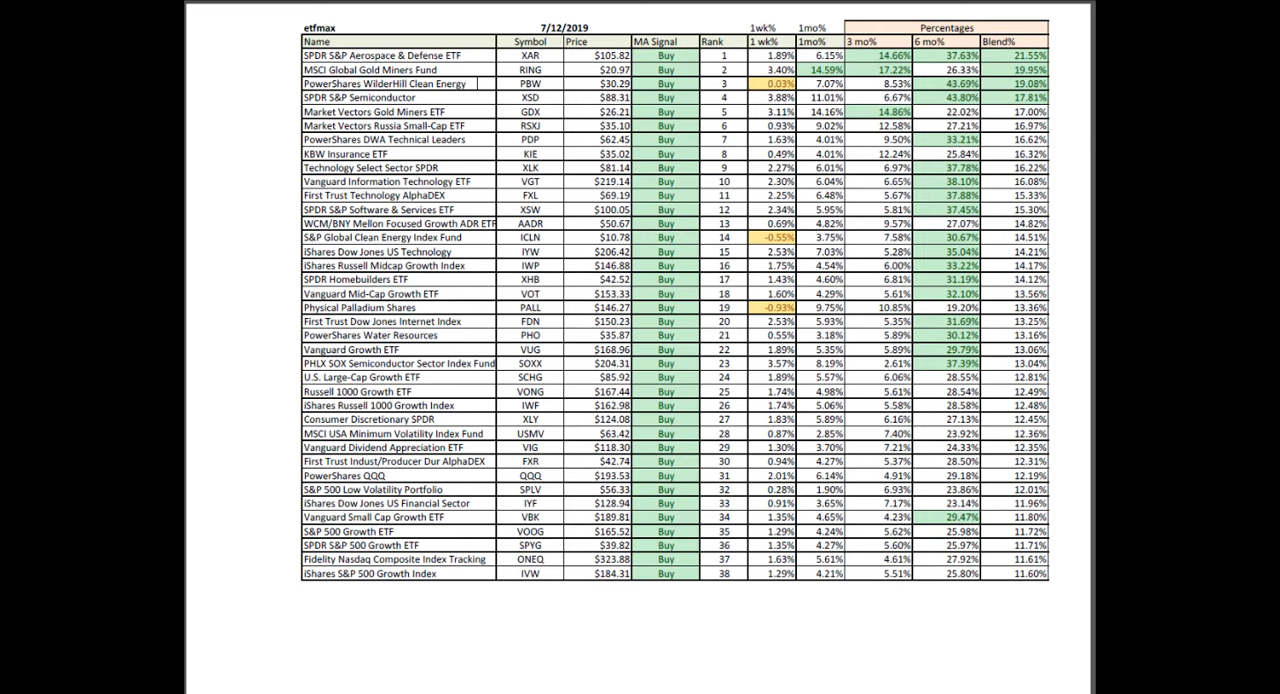 etfmax 7/12/2019 1wk% 1mo% Percentages
Name Symbol Price MA Signal Rank 1 wk% 1mo% 3 mo% 6 mo% Blend%
SPDR S&P Aerospace & Defense ETF XAR $105.82 Buy 1 1.89% 6.15% 14.66% 37.63% 21.55%
MSCI Global Gold Miners Fund RING $20.97 Buy 2 3.40% 14.59% 17.22% 26.33% 19.95%
PowerShares WilderHill Clean Energy PBW $30.29 Buy 3 0.03% 7.07% 8.53% 43.69% 19.08%
SPDR S&P Semiconductor XSD $88.31 Buy 4 3.88% 11.01% 6.67% 43.80% 17.81%
Market Vectors Gold Miners ETF GDX $26.21 Buy 5 3.11% 14.16% 14.86% 22.02% 17.00%
Market Vectors Russia Small-Cap ETF RSXJ $35.10 Buy 6 0.93% 9.02% 12.58% 27.21% 16.97%
PowerShares DWA Technical Leaders PDP $62.45 Buy 7 1.63% 4.01% 9.50% 33.21% 16.62%
KBW Insurance ETF KIE $35.02 Buy 8 0.49% 4.01% 12.24% 25.84% 16.32%
Technology Select Sector SPDR XLK $81.14 Buy 9 2.27% 6.01% 6.97% 37.78% 16.22%
Vanguard Information Technology ETF VGT $219.14 Buy 10 2.30% 6.04% 6.65% 38.10% 16.08%
First Trust Technology AlphaDEX FXL $69.19 Buy 11 2.25% 6.48% 5.67% 37.88% 15.33%
SPDR S&P Software & Services ETF XSW $100.05 Buy 12 2.34% 5.95% 5.81% 37.45% 15.30%
WCM/BNY Mellon Focused Growth ADR ETF AADR $50.67 Buy 13 0.69% 4.82% 9.57% 27.07% 14.82%
S&P Global Clean Energy Index Fund ICLN $10.78 Buy 14 -0.55% 3.75% 7.58% 30.67% 14.51%
iShares Dow Jones US Technology IYW $206.42 Buy 15 2.53% 7.03% 5.28% 35.04% 14.21%
iShares Russell Midcap Growth Index IWP $146.88 Buy 16 1.75% 4.54% 6.00% 33.22% 14.17%
SPDR Homebuilders ETF XHB $42.52 Buy 17 1.43% 4.60% 6.81% 31.19% 14.12%
Vanguard Mid-Cap Growth ETF VOT $153.33 Buy 18 1.60% 4.29% 5.61% 32.10% 13.56%
Physical Palladium Shares PALL $146.27 Buy 19 -0.93% 9.75% 10.85% 19.20% 13.36%
First Trust Dow Jones Internet Index FDN $150.23 Buy 20 2.53% 5.93% 5.35% 31.69% 13.25%
PowerShares Water Resources PHO $35.87 Buy 21 0.55% 3.18% 5.89% 30.12% 13.16%
Vanguard Growth ETF VUG $168.96 Buy 22 1.89% 5.35% 5.89% 29.79% 13.06%
PHLX SOX Semiconductor Sector Index Fund SOXX $204.31 Buy 23 3.57% 8.19% 2.61% 37.39% 13.04%
U.S. Large-Cap Growth ETF SCHG $85.92 Buy 24 1.89% 5.57% 6.06% 28.55% 12.81%
Russell 1000 Growth ETF VONG $167.44 Buy 25 1.74% 4.98% 5.61% 28.54% 12.49%
iShares Russell 1000 Growth Index IWF $162.98 Buy 26 1.74% 5.06% 5.58% 28.58% 12.48%
Consumer Discretionary SPDR XLY $124.08 Buy 27 1.83% 5.89% 6.16% 27.13% 12.45%
MSCI USA Minimum Volatility Index Fund USMV $63.42 Buy 28 0.87% 2.85% 7.40% 23.92% 12.36%
Vanguard Dividend Appreciation ETF VIG $118.30 Buy 29 1.30% 3.70% 7.21% 24.33% 12.35%
First Trust Indust/Producer Dur AlphaDEX FXR $42.74 Buy 30 0.94% 4.27% 5.37% 28.50% 12.31%
PowerShares QQQ QQQ $193.53 Buy 31 2.01% 6.14% 4.91% 29.18% 12.19%
S&P 500 Low Volatility Portfolio SPLV $56.33 Buy 32 0.28% 1.90% 6.93% 23.86% 12.01%
iShares Dow Jones US Financial Sector IYF $128.94 Buy 33 0.91% 3.65% 7.17% 23.14% 11.96%
Vanguard Small Cap Growth ETF VBK $189.81 Buy 34 1.35% 4.65% 4.23% 29.47% 11.80%
S&P 500 Growth ETF VOOG $165.52 Buy 35 1.29% 4.24% 5.62% 25.98% 11.72%
SPDR S&P 500 Growth ETF SPYG $39.82 Buy 36 1.35% 4.27% 5.60% 25.97% 11.71%
Fidelity Nasdaq Composite Index Tracking ONEQ $323.88 Buy 37 1.63% 5.61% 4.61% 27.92% 11.61%
iShares S&P 500 Growth Index IVW $184.31 Buy 38 1.29% 4.21% 5.51% 25.80% 11.60%